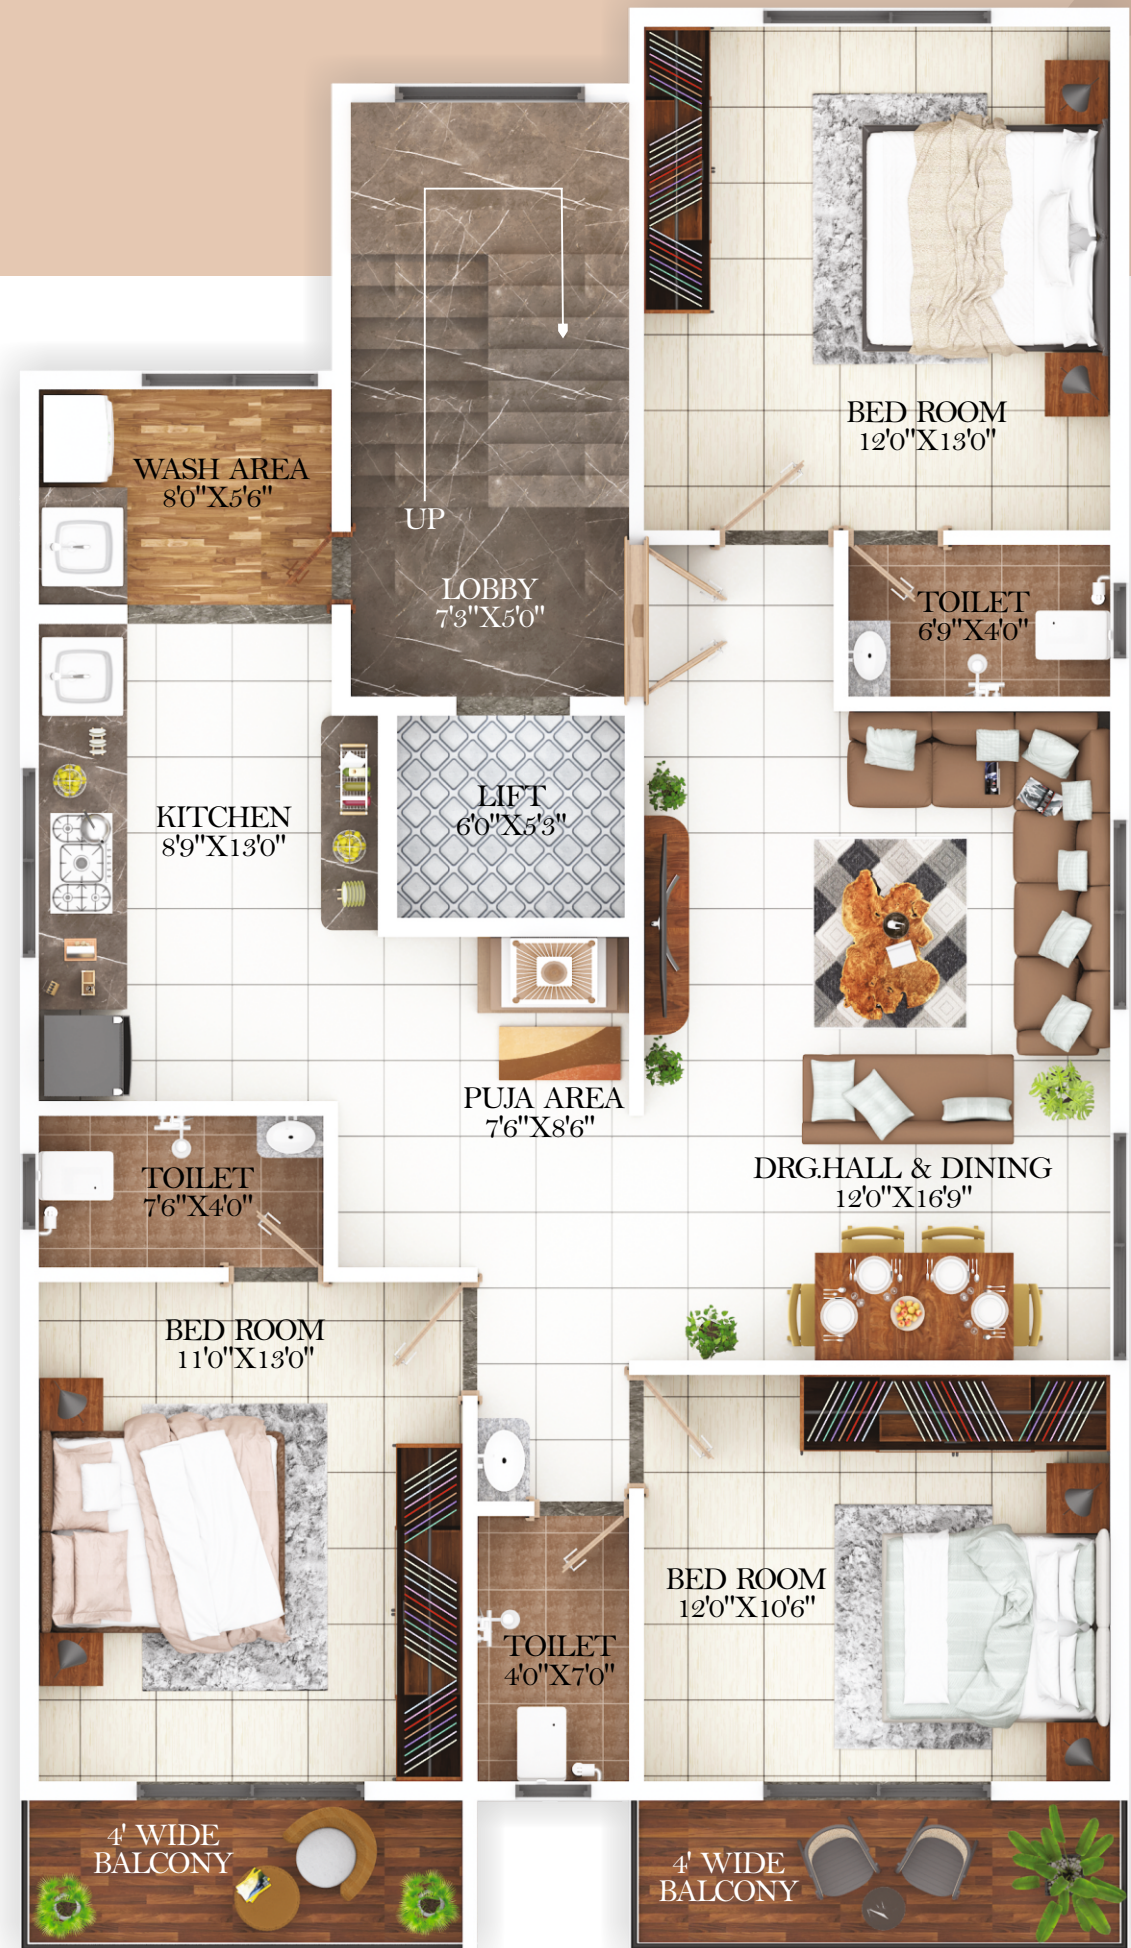 BED ROOM
12'0"X13'0"
WASH AREA
8'0"X5'6"
UP
LOBBY
7'3"X5'0"
TOILET
6'9"X4'0"
KITCHEN
8'9"X13'0"
LIFT
6'0"X5'3"
PUJA AREA
7'6"X8'6"
DRG.HALL & DINING
12'0"X16'9"
TOILET
7'6"X4'0"
BED ROOM
11'0"X13'0"
BED ROOM
12'0"X10'6"
TOILET
4'0"X7'0"
4' WIDE
BALCONY
4' WIDE
BALCONY